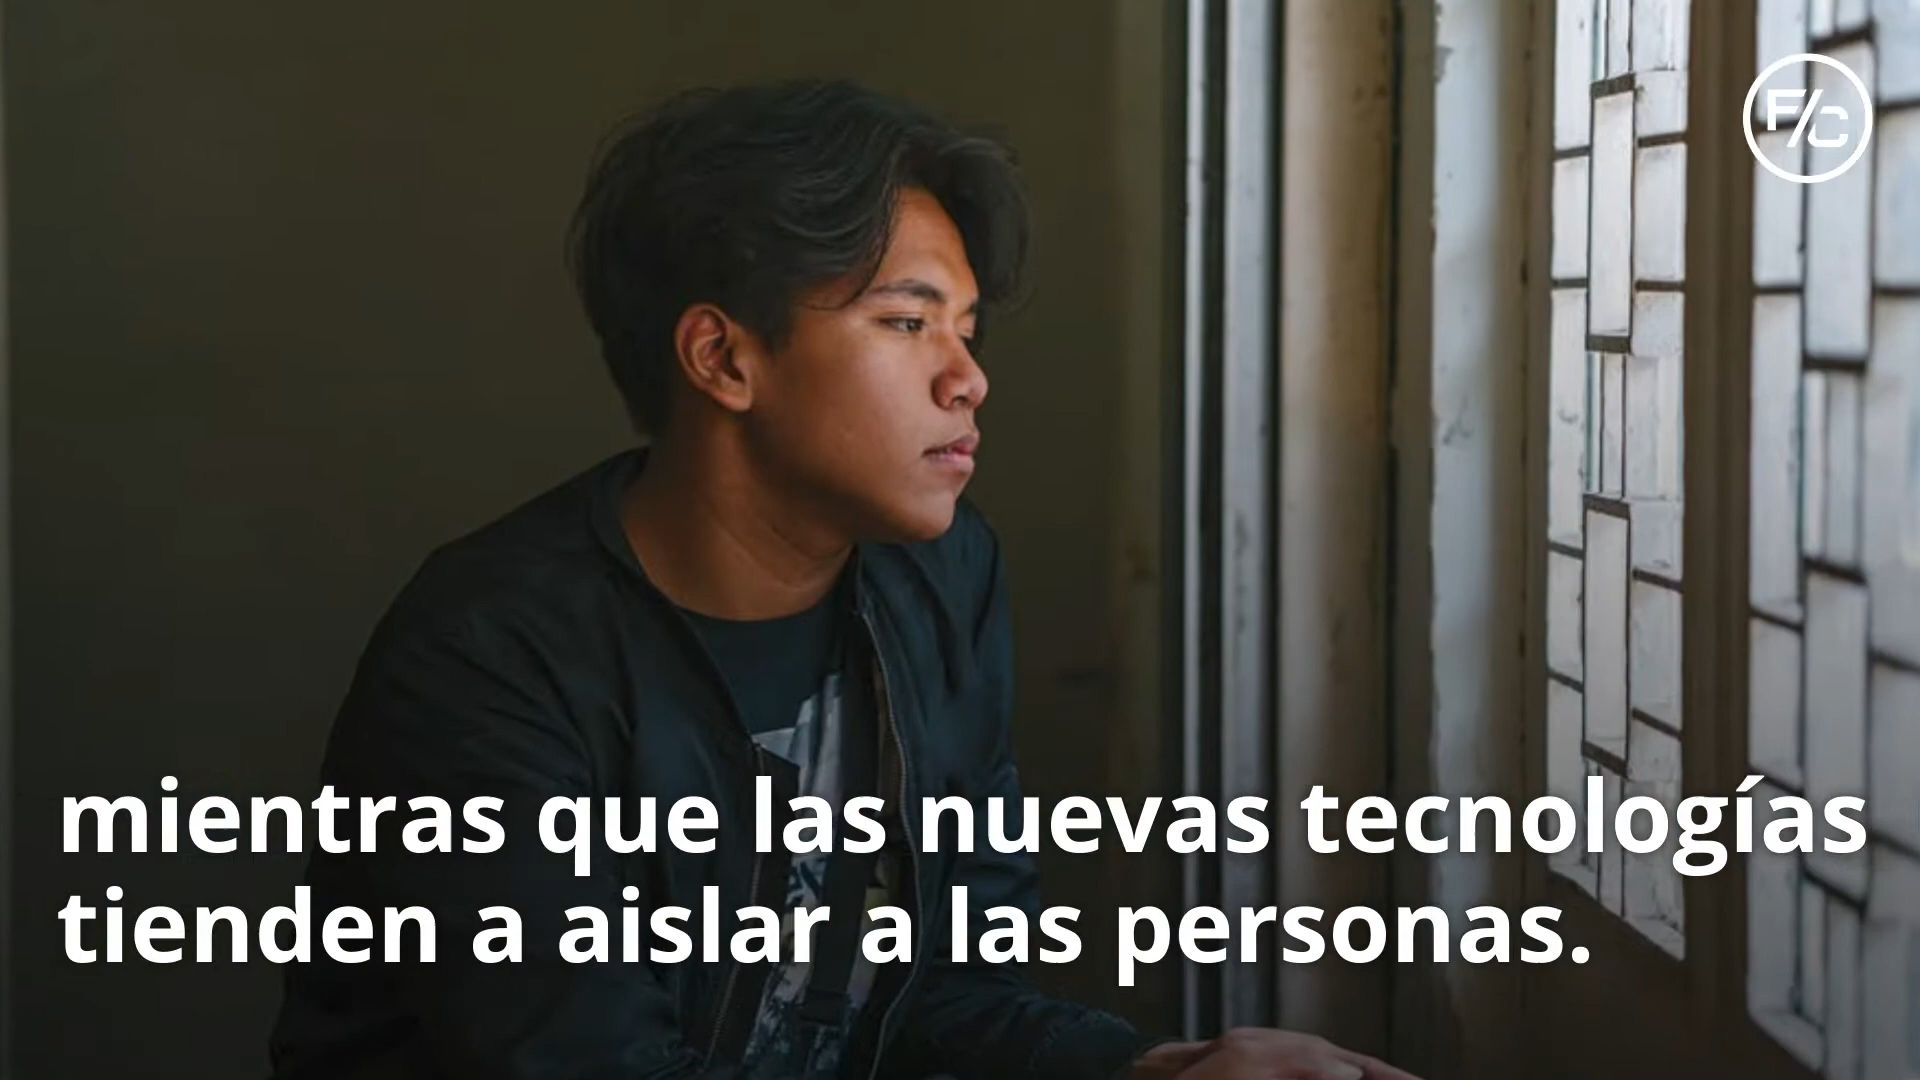 F/C
mientras que las nuevas tecnologías
tienden a aislar a las personas.